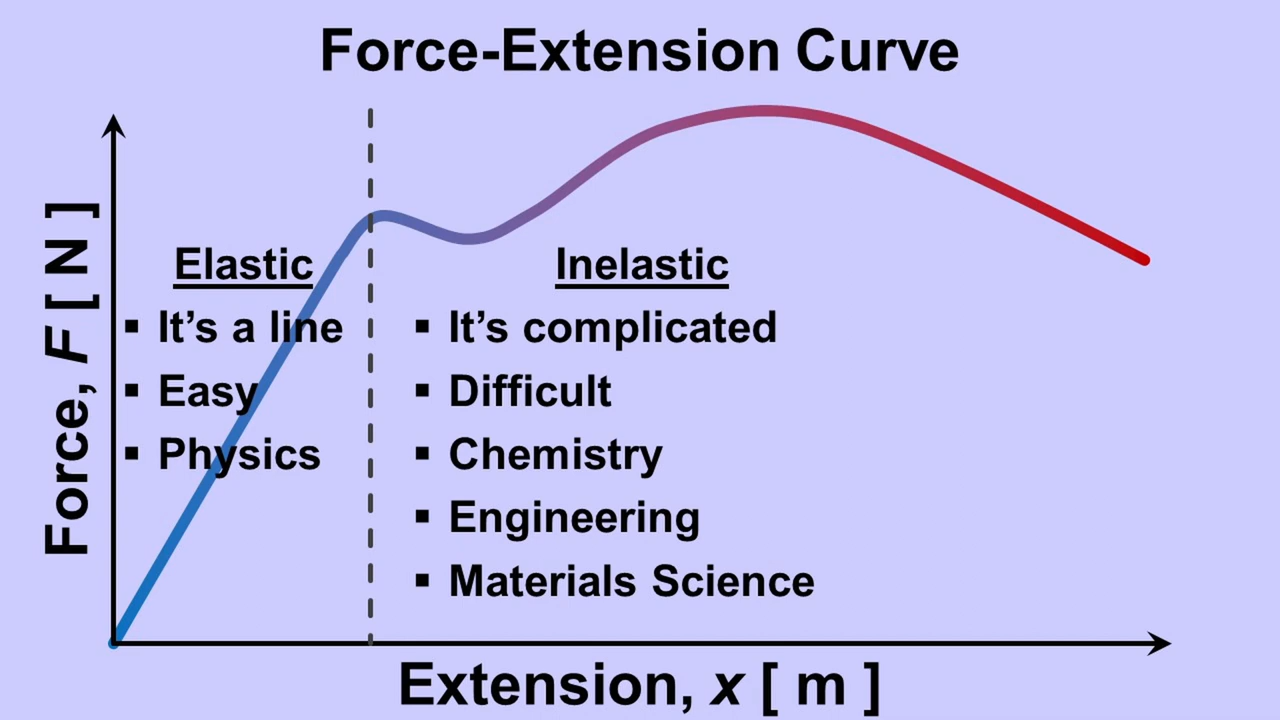 Force-Extension Curve
Force, F [ N ]
Elastic
▪ It’s a line
▪ Easy
▪ Physics
Inelastic
▪ It’s complicated
▪ Difficult
▪ Chemistry
▪ Engineering
▪ Materials Science
Extension, x [ m ]